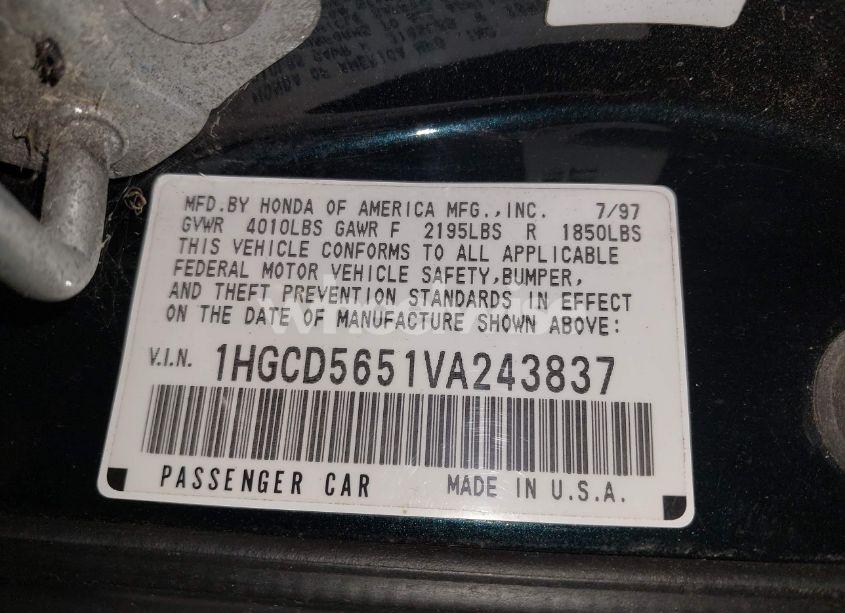 MFD. BY HONDA OF AMERICA MFG., INC. 7/97
GVWR 4010LBS GAWR F 2195LBS R 1850LBS
THIS VEHICLE CONFORMS TO ALL APPLICABLE
FEDERAL MOTOR VEHICLE SAFETY, BUMPER,
AND THEFT PREVENTION STANDARDS IN EFFECT
ON THE DATE OF MANUFACTURE SHOWN ABOVE:
V.I.N. 1HGCD5651VA243837
PASSENGER CAR MADE IN U.S.A.